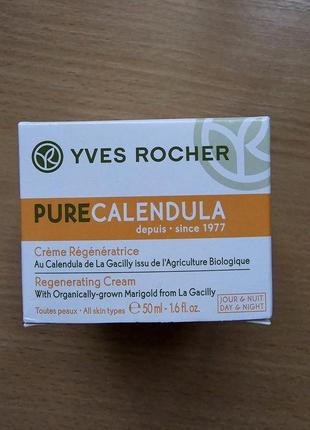 YVES ROCHER
PURECALENDULA
depuis · since 1977
Crème Régénératrice
Au Calendula de La Gacilly issu de l'Agriculture Biologique
Regenerating Cream
With Organically-grown Marigold from La Gacilly
Toutes peaux · All skin types ℮ 50 ml - 1.6 fl. oz.
JOUR & NUIT
DAY & NIGHT